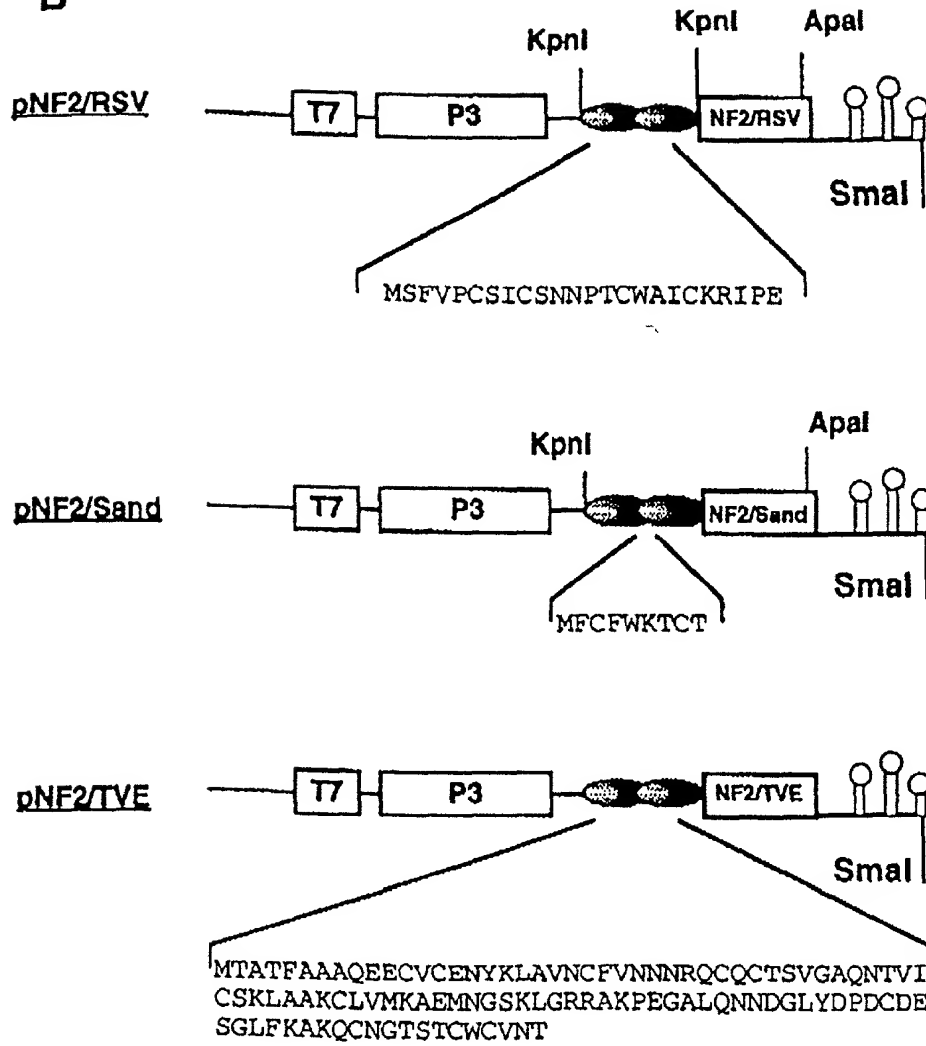 KpnI KpnI ApaI
pNF2/RSV T7 P3 NF2/RSV
SmaI
MSFVPCSICSNNPTCWAICKRIPE
KpnI ApaI
pNF2/Sand T7 P3 NF2/Sand
SmaI
MFCFWKTCT
pNF2/TVE T7 P3 NF2/TVE
SmaI
MTATFAAAQEECVCENYKLAVNCFVNNNRQCQCTSVGAQNTVI
CSKLAAKCLVMKAEMNGSKLGRRAKPEGALQNNDGLYDPDCDE
SGLFKAKQCNGTSTCWCVNT